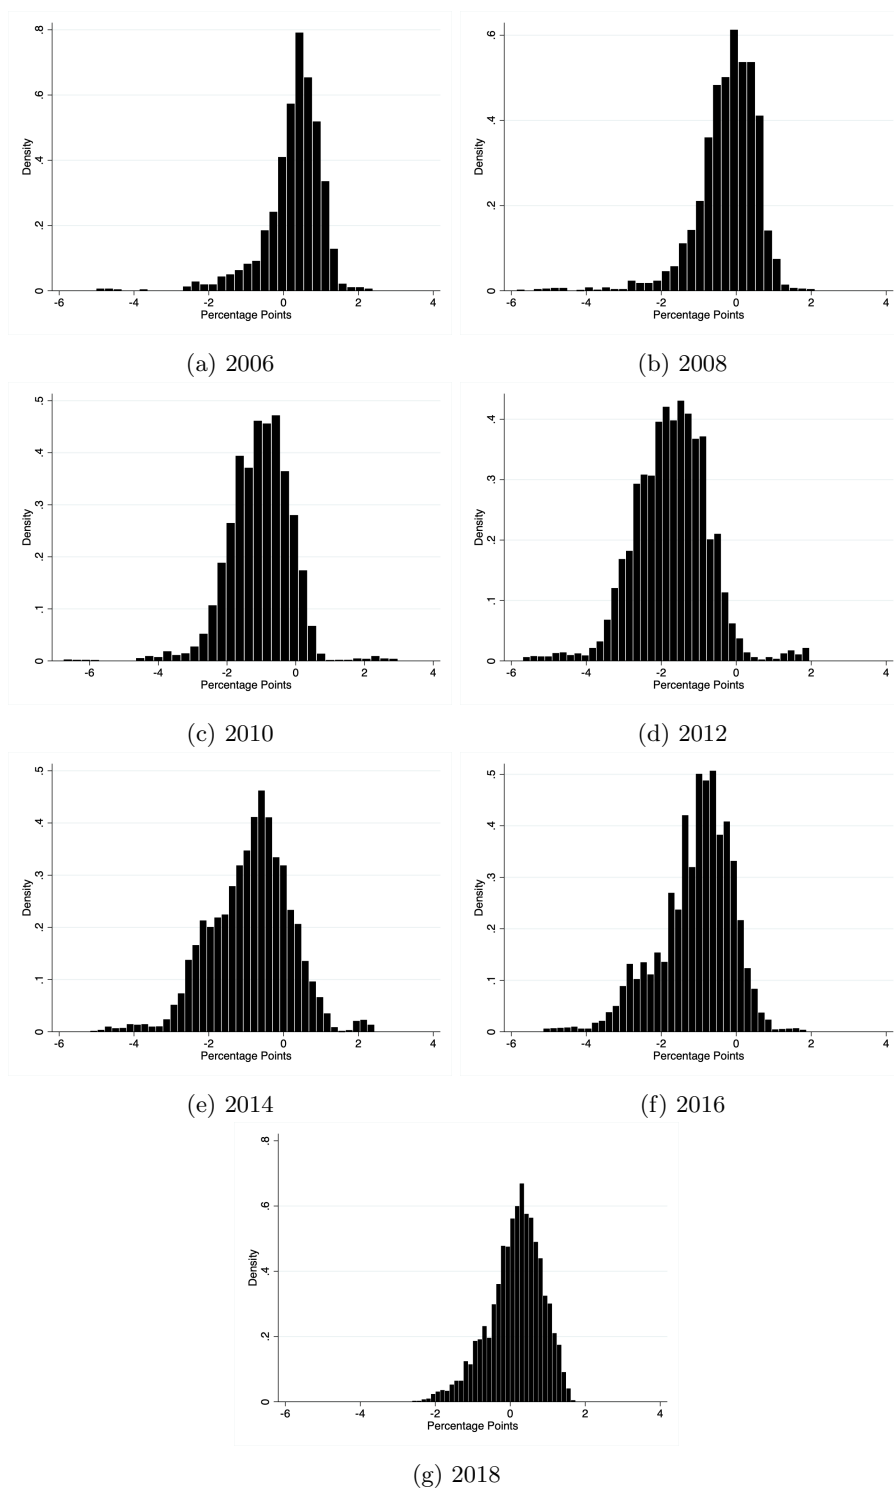 Density
.8
.6
.4
.2
0
-6 -4 -2 0 2 4
Percentage Points
(a) 2006
Density
.6
.4
.2
0
-6 -4 -2 0 2 4
Percentage Points
(b) 2008
Density
.5
.4
.3
.2
.1
0
-6 -4 -2 0 2 4
Percentage Points
(c) 2010
Density
.4
.3
.2
.1
0
-6 -4 -2 0 2 4
Percentage Points
(d) 2012
Density
.5
.4
.3
.2
.1
0
-6 -4 -2 0 2 4
Percentage Points
(e) 2014
Density
.5
.4
.3
.2
.1
0
-6 -4 -2 0 2 4
Percentage Points
(f) 2016
Density
.8
.6
.4
.2
0
-6 -4 -2 0 2 4
Percentage Points
(g) 2018